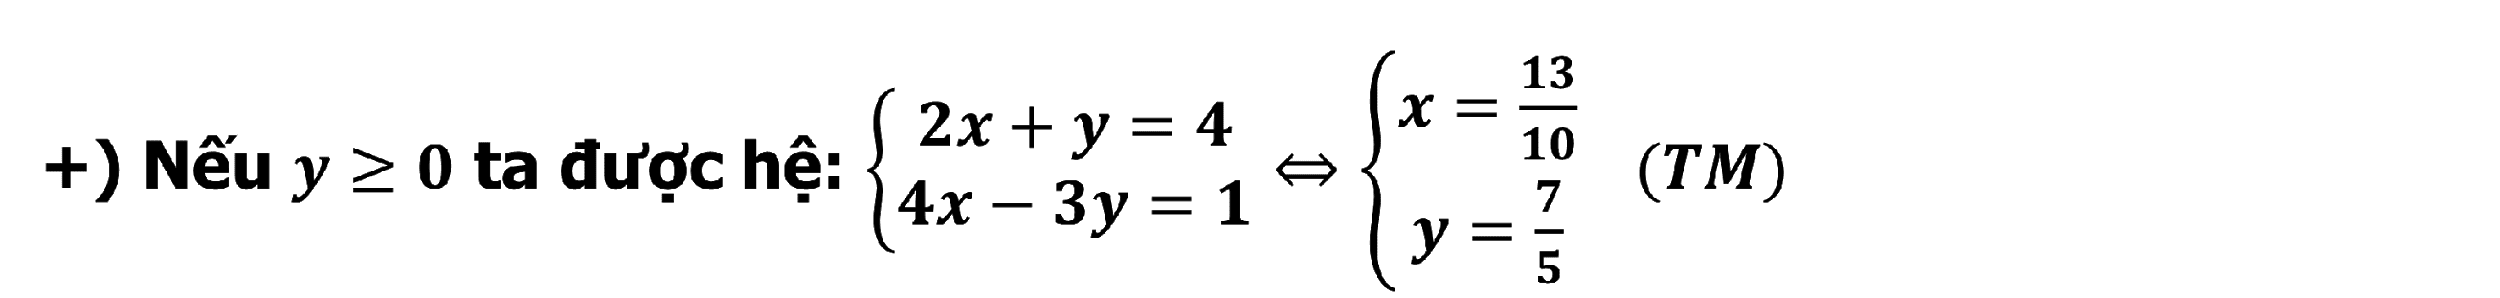 +) Nếu y ≥ 0 ta được hệ: { 2x + y = 4 ; 4x − 3y = 1 ⇔ { x = 13/10 ; y = 7/5 (TM)